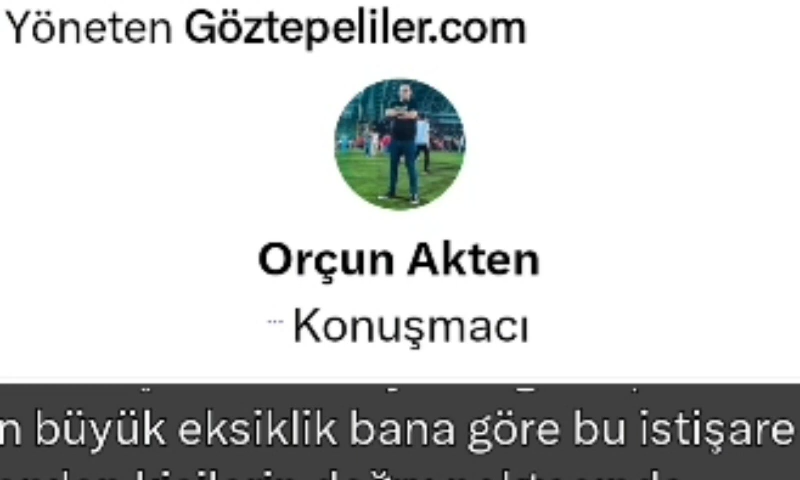 Yöneten Göztepeliler.com
Orçun Akten
Konuşmacı
büyük eksiklik bana göre bu istişare